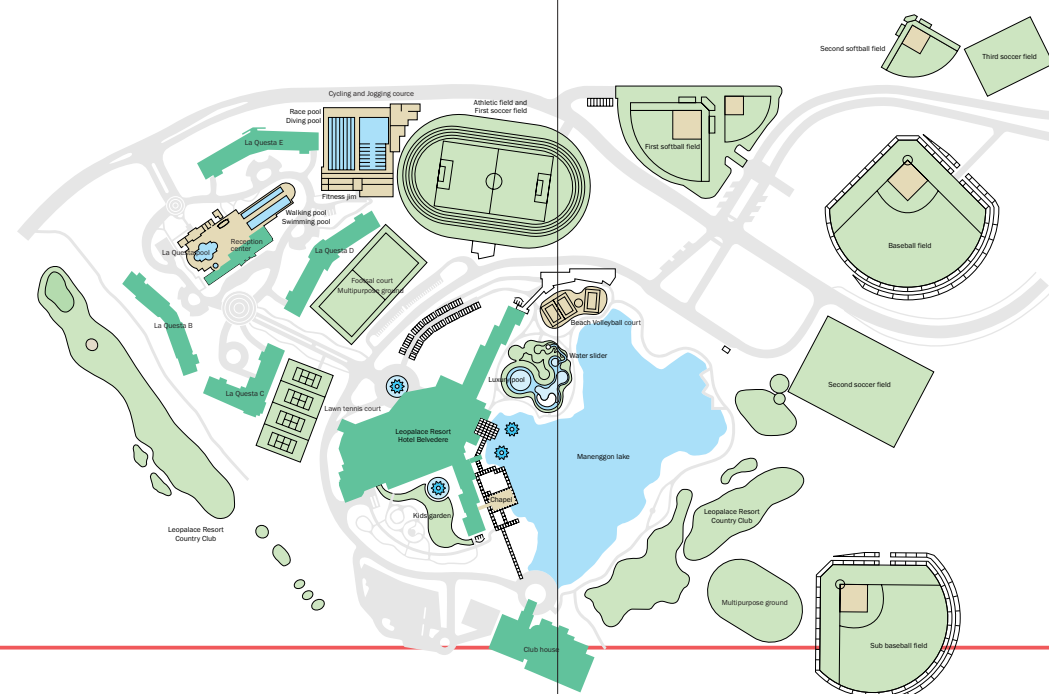 Second softball field
Third soccer field
Cycling and Jogging cource
Athletic field and
First soccer field
Race pool
Diving pool
La Questa E
First softball field
Fitness jim
Walking pool
Swimming pool
Reception
center
La Questa pool
La Questa D
Baseball field
Footsal court
Multipurpose ground
La Questa B
Beach Volleyball court
Water slider
Luxury pool
Second soccer field
La Questa C
Lawn tennis court
Leopalace Resort
Hotel Belvedere
Manenggon lake
Chapel
Kids garden
Leopalace Resort
Country Club
Leopalace Resort
Country Club
Multipurpose ground
Club house
Sub baseball field